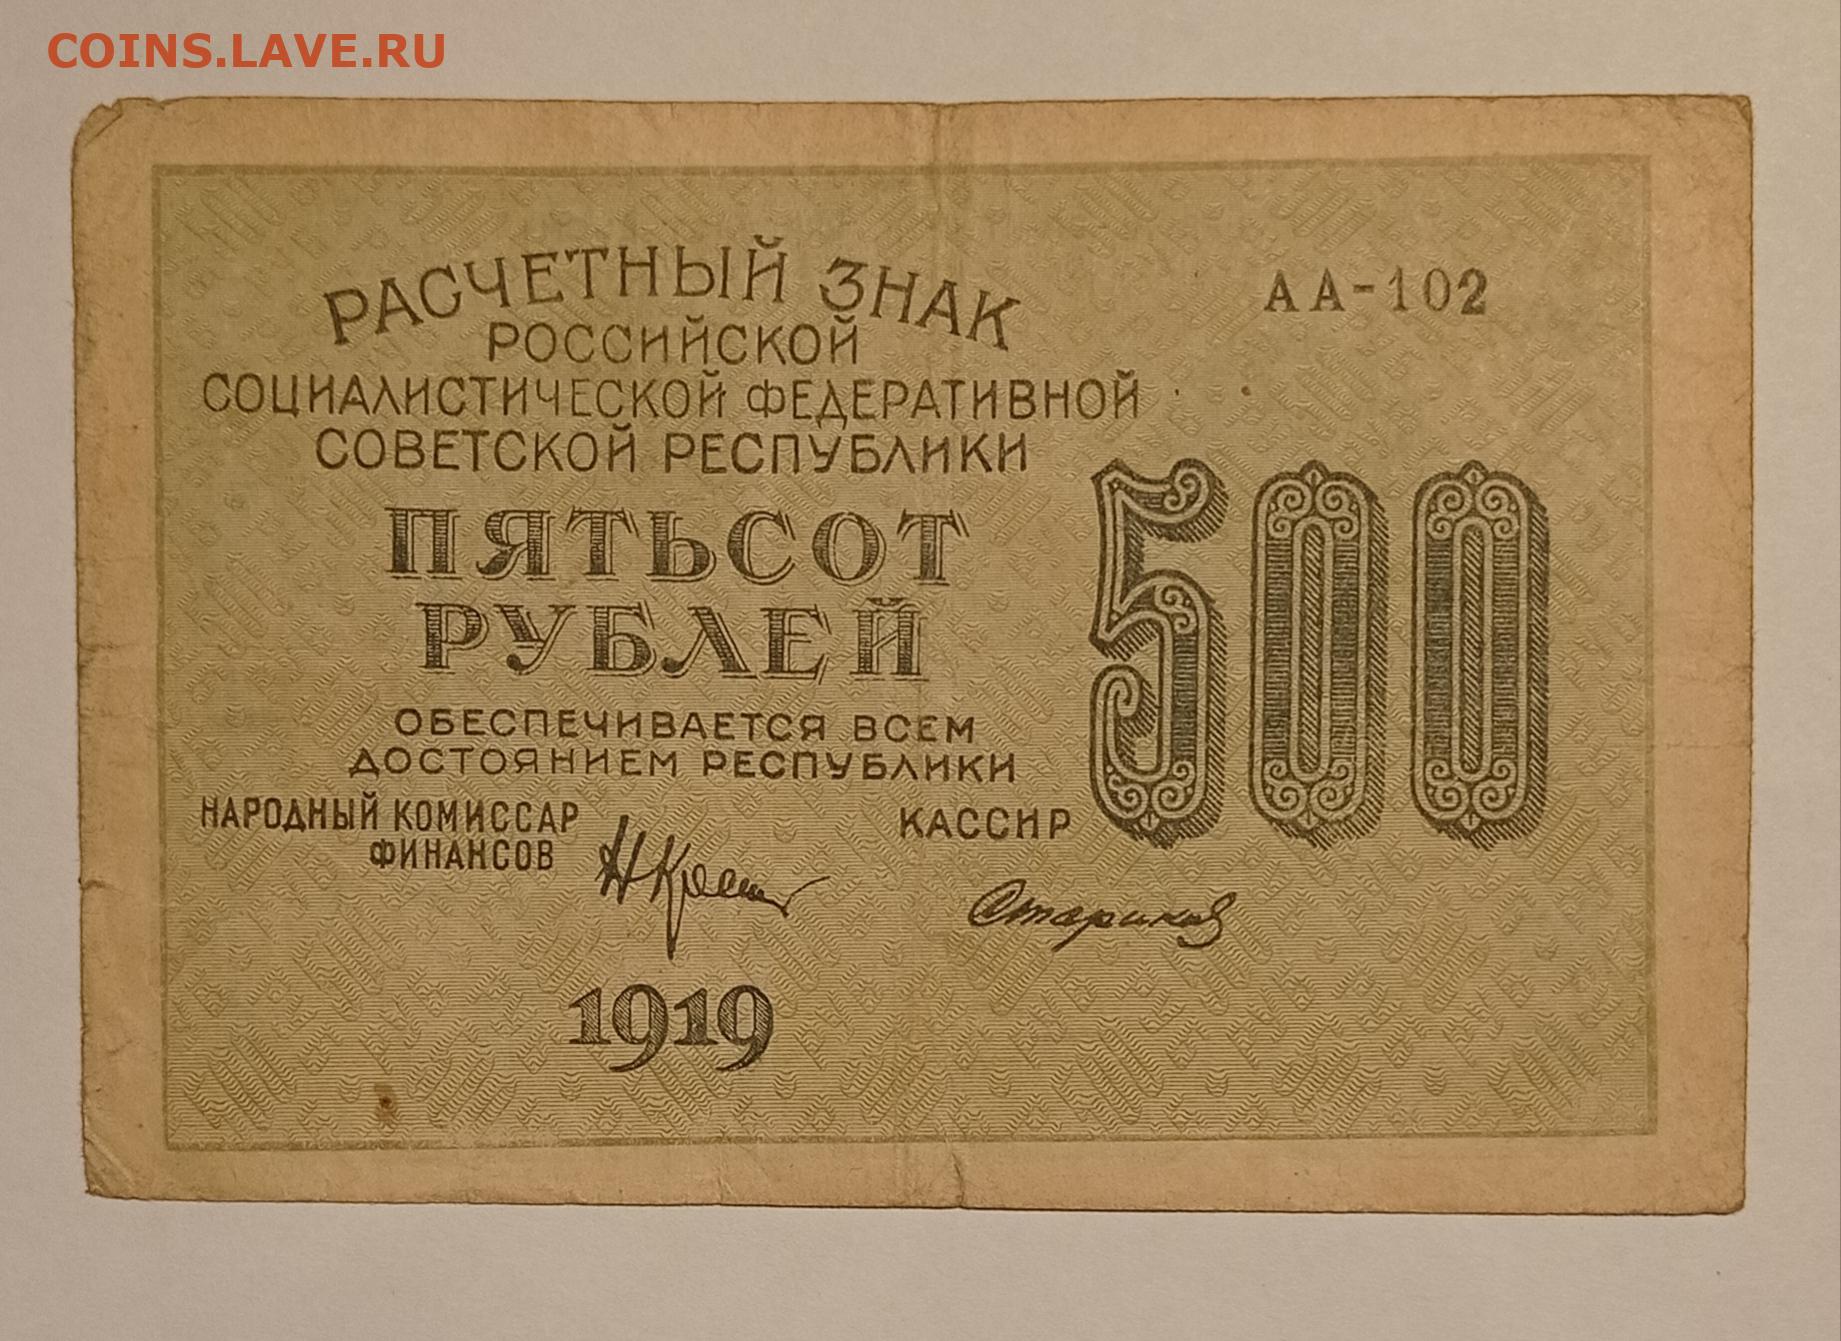 COINS.LAVE.RU
РАСЧЕТНЫЙ ЗНАК
АА-102
РОССИЙСКОЙ
СОЦИАЛИСТИЧЕСКОЙ ФЕДЕРАТИВНОЙ
СОВЕТСКОЙ РЕСПУБЛИКИ
ПЯТЬСОТ
РУБЛЕЙ
500
ОБЕСПЕЧИВАЕТСЯ ВСЕМ
ДОСТОЯНИЕМ РЕСПУБЛИКИ
НАРОДНЫЙ КОМИССАР
ФИНАНСОВ
КАССИР
Стариков
1919